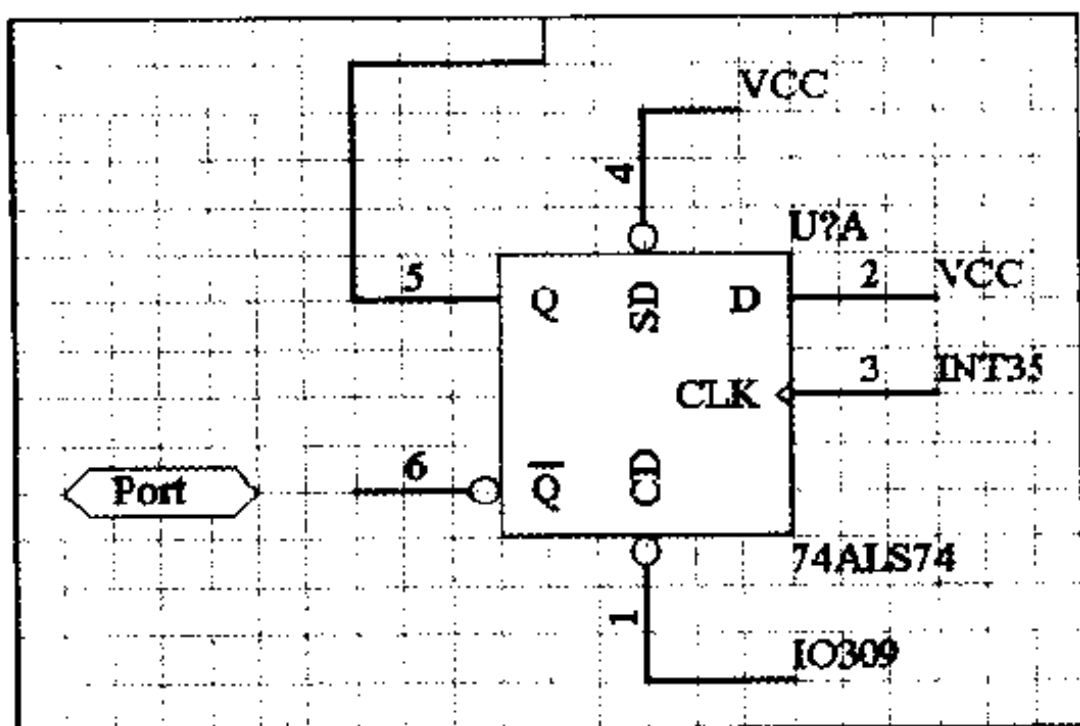 VCC
4
U?A
5
2
VCC
Q
SD
D
3
INT35
CLK
6
Port
Q̅
CD
74ALS74
1
IO309